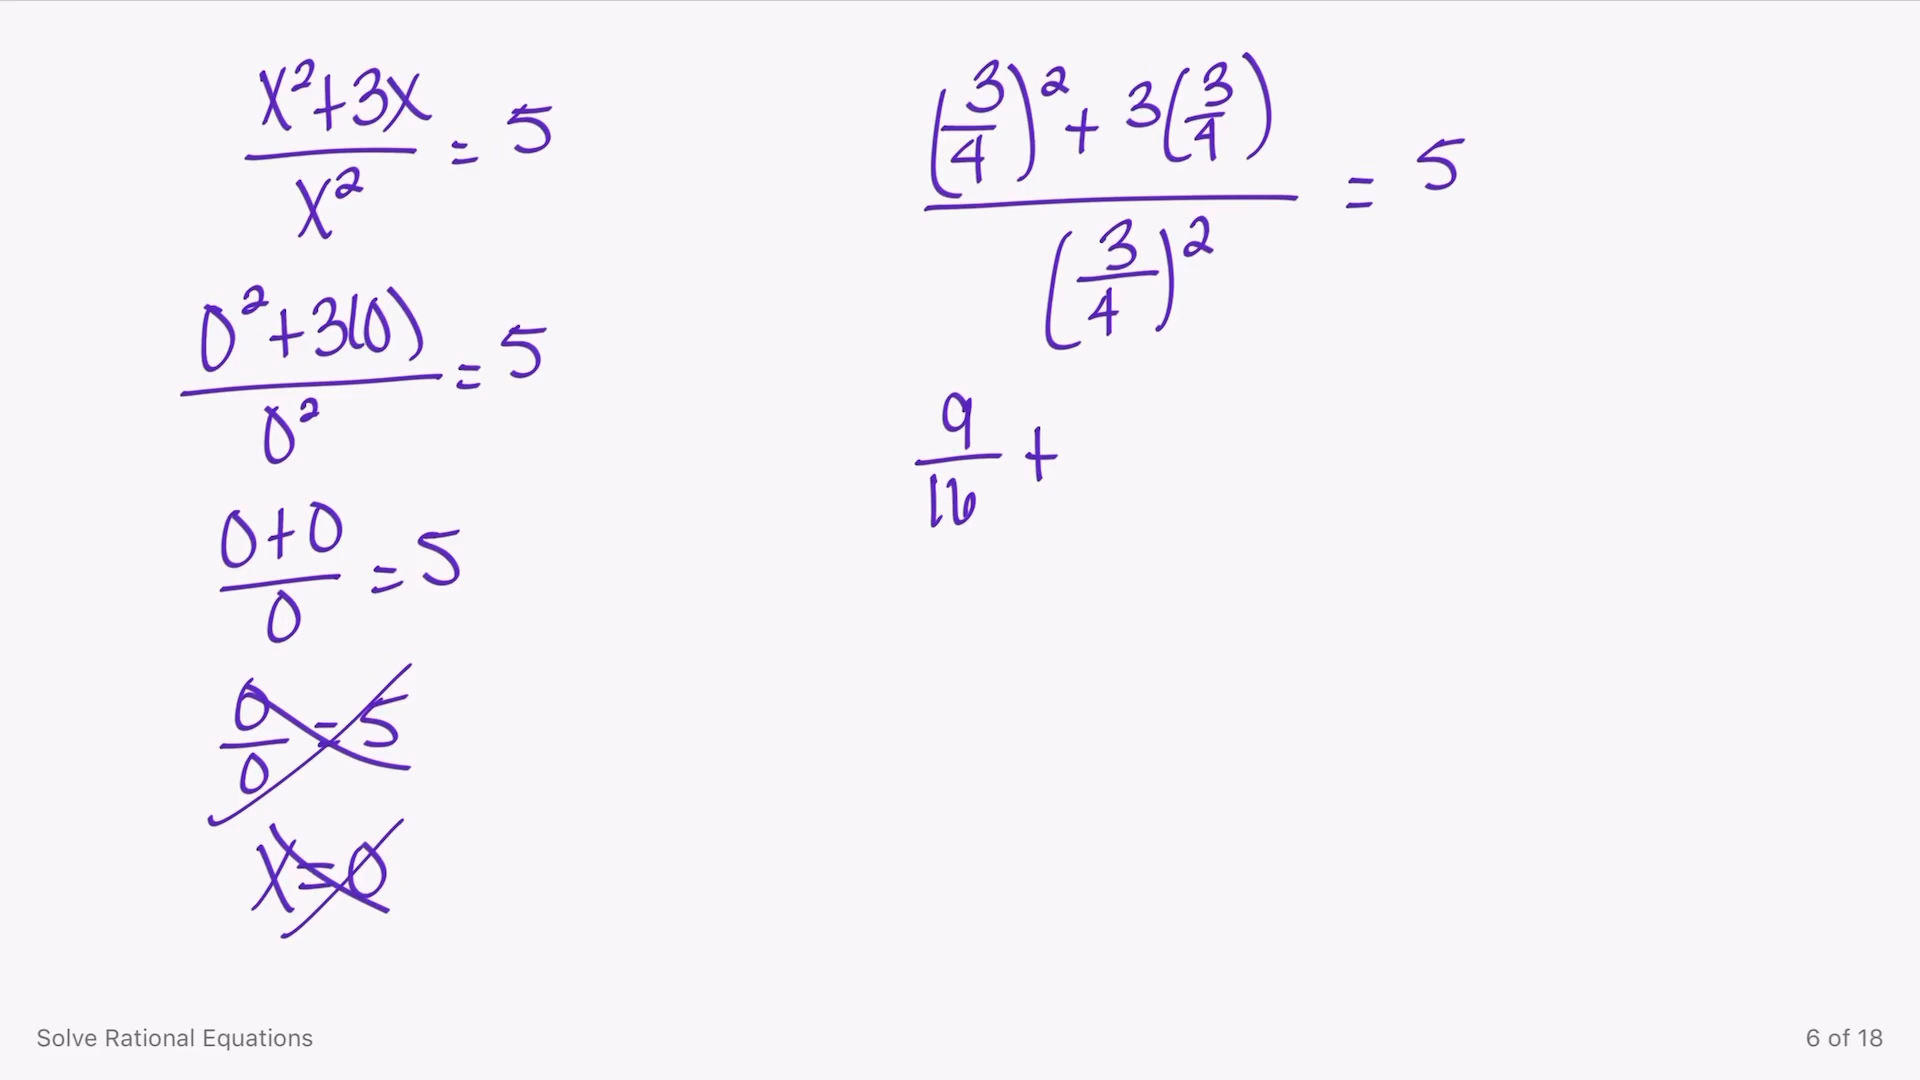 x²+3x
/ x² = 5
0²+3(0)
/ 0² = 5
0+0
/ 0 = 5
0/0 = 5
x=0
(3/4)² + 3(3/4)
/ (3/4)² = 5
9/16 +
Solve Rational Equations
6 of 18